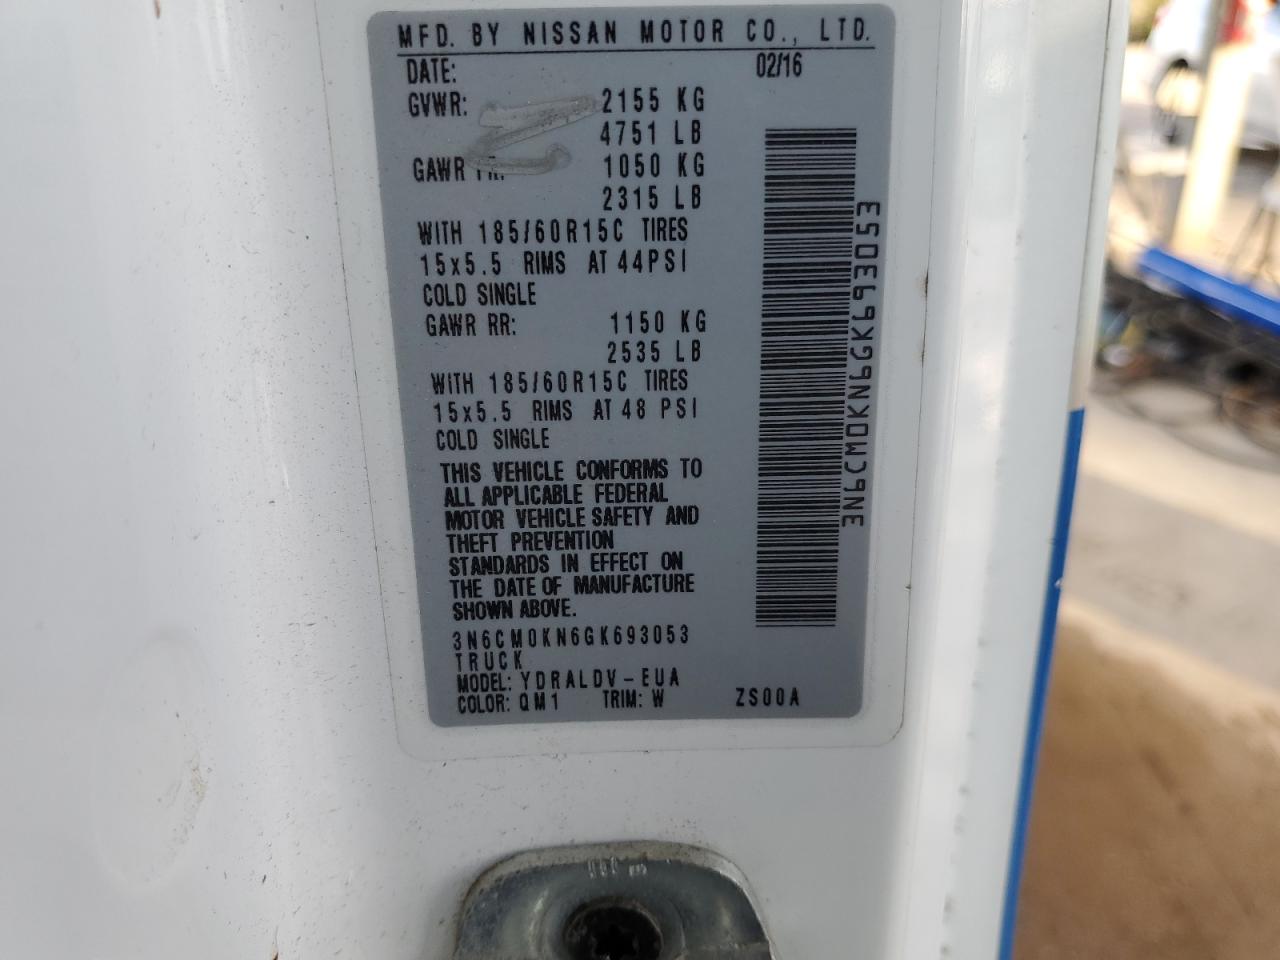 MFD. BY NISSAN MOTOR CO., LTD.
DATE: 02/16
GVWR: 2155 KG
4751 LB
GAWR FR: 1050 KG
2315 LB
WITH 185/60R15C TIRES
15x5.5 RIMS AT 44PSI
COLD SINGLE
GAWR RR: 1150 KG
2535 LB
WITH 185/60R15C TIRES
15x5.5 RIMS AT 48 PSI
COLD SINGLE
THIS VEHICLE CONFORMS TO
ALL APPLICABLE FEDERAL
MOTOR VEHICLE SAFETY AND
THEFT PREVENTION
STANDARDS IN EFFECT ON
THE DATE OF MANUFACTURE
SHOWN ABOVE.
3N6CM0KN6GK693053
TRUCK
MODEL: YDRALDV-EUA
COLOR: QM1 TRIM: W ZS00A
3N6CM0KN6GK693053